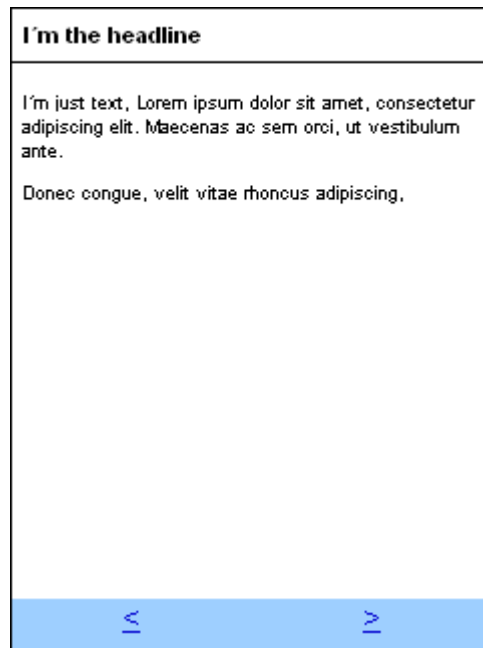 I´m the headline
I´m just text, Lorem ipsum dolor sit amet, consectetur
adipiscing elit. Maecenas ac sem orci, ut vestibulum
ante.
Donec congue, velit vitae rhoncus adipiscing,
< >